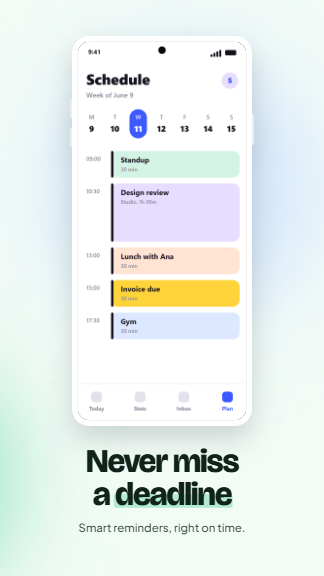 9:41
Schedule
S
Week of June 9
M T W T F S S
9 10 11 12 13 14 15
09:00 Standup
30 min
10:30 Design review
Studio, 1h 30m
13:00 Lunch with Ana
30 min
15:00 Invoice due
30 min
17:30 Gym
30 min
Today Stats Inbox Plan
Never miss
a deadline
Smart reminders, right on time.